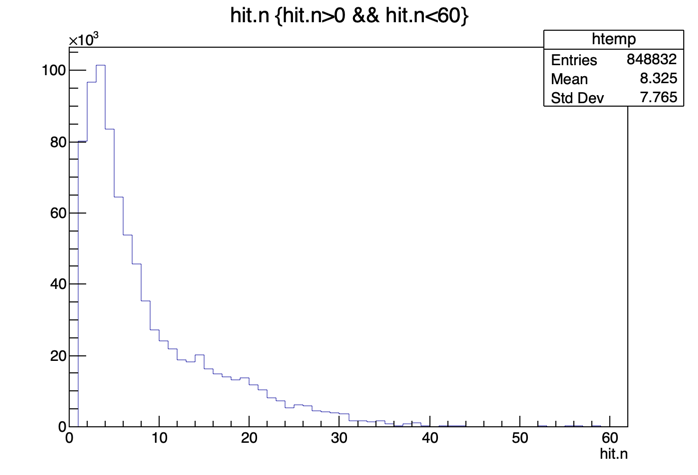 hit.n {hit.n>0 && hit.n<60}
htemp
Entries 848832
Mean 8.325
Std Dev 7.765
×10³
100
80
60
40
20
0
0 10 20 30 40 50 60
hit.n